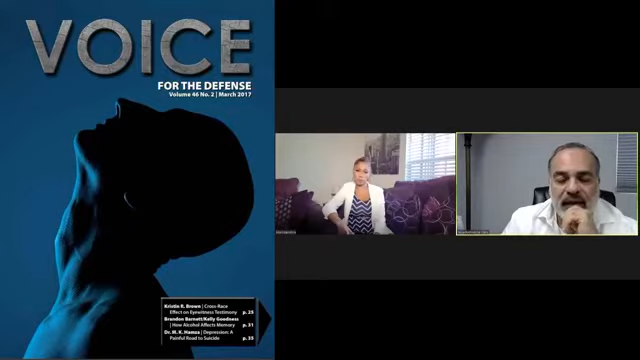 VOICE
FOR THE DEFENSE
Volume 46 No. 2 | March 2017
Kristin R. Brown | Cross-Race
Effect on Eyewitness Testimony p. 25
Brandon Barnett/Kelly Goodness
| How Alcohol Affects Memory p. 31
Dr. M. K. Hamza | Depression: A
Painful Road to Suicide p. 35